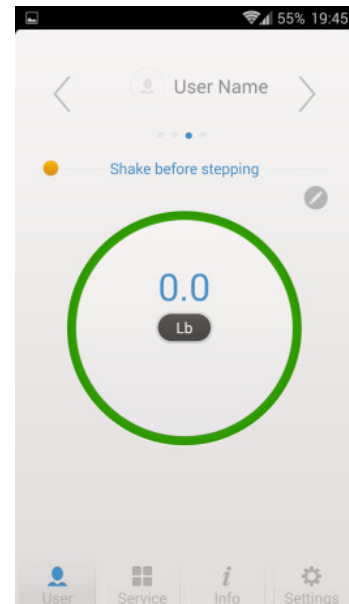 55% 19:45
User Name
Shake before stepping
0.0
Lb
User Service Info Settings